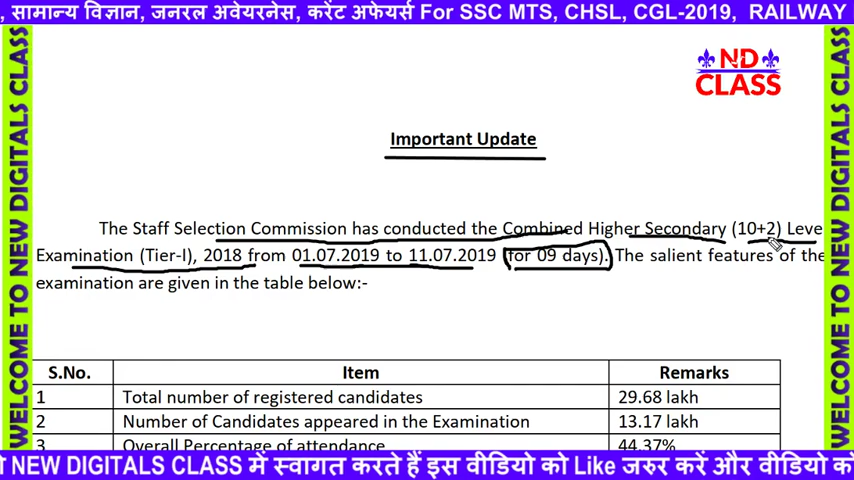 , सामान्य विज्ञान, जनरल अवेयरनेस, करेंट अफेयर्स For SSC MTS, CHSL, CGL-2019, RAILWAY
ND
CLASS
WELCOME TO NEW DIGITALS CLASS
WELCOME TO NEW DIGITALS CLASS
Important Update
The Staff Selection Commission has conducted the Combined Higher Secondary (10+2) Leve
Examination (Tier-I), 2018 from 01.07.2019 to 11.07.2019 (for 09 days). The salient features of the
examination are given in the table below:-
S.No. Item Remarks
1 Total number of registered candidates 29.68 lakh
2 Number of Candidates appeared in the Examination 13.17 lakh
3 Overall Percentage of attendance 44.37%
NEW DIGITALS CLASS में स्वागत करते हैं इस वीडियो को Like जरुर करें और वीडियो को